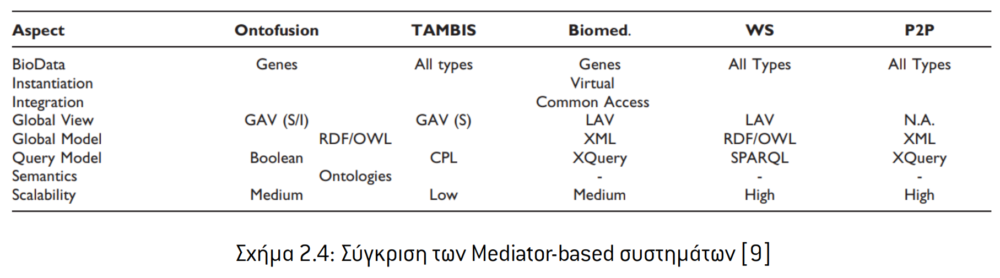 Aspect Ontofusion TAMBIS Biomed. WS P2P
BioData Genes All types Genes All Types All Types
Instantiation Virtual
Integration Common Access
Global View GAV (S/I) GAV (S) LAV LAV N.A.
Global Model RDF/OWL XML RDF/OWL XML
Query Model Boolean CPL XQuery SPARQL XQuery
Semantics Ontologies - - -
Scalability Medium Low Medium High High
Σχήμα 2.4: Σύγκριση των Mediator-based συστημάτων [9]